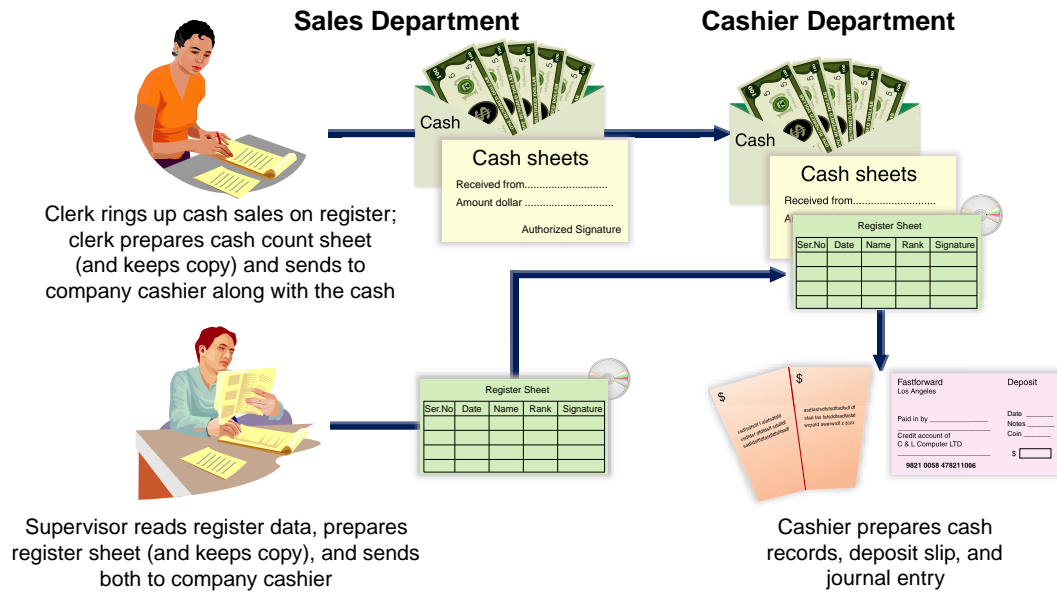 Sales Department
Cashier Department
Cash
Cash sheets
Received from............................
Amount dollar ..............................
Authorized Signature
Cash
Cash sheets
Received from............................
A
Register Sheet
Ser.No Date Name Rank Signature
Clerk rings up cash sales on register;
clerk prepares cash count sheet
(and keeps copy) and sends to
company cashier along with the cash
Register Sheet
Ser.No Date Name Rank Signature
$
$
Fastforward Deposit
Los Angeles
Paid in by
Date
Notes
Coin
Credit account of
C & L Computer LTD
$
9821 0058 478211006
Supervisor reads register data, prepares
register sheet (and keeps copy), and sends
both to company cashier
Cashier prepares cash
records, deposit slip, and
journal entry